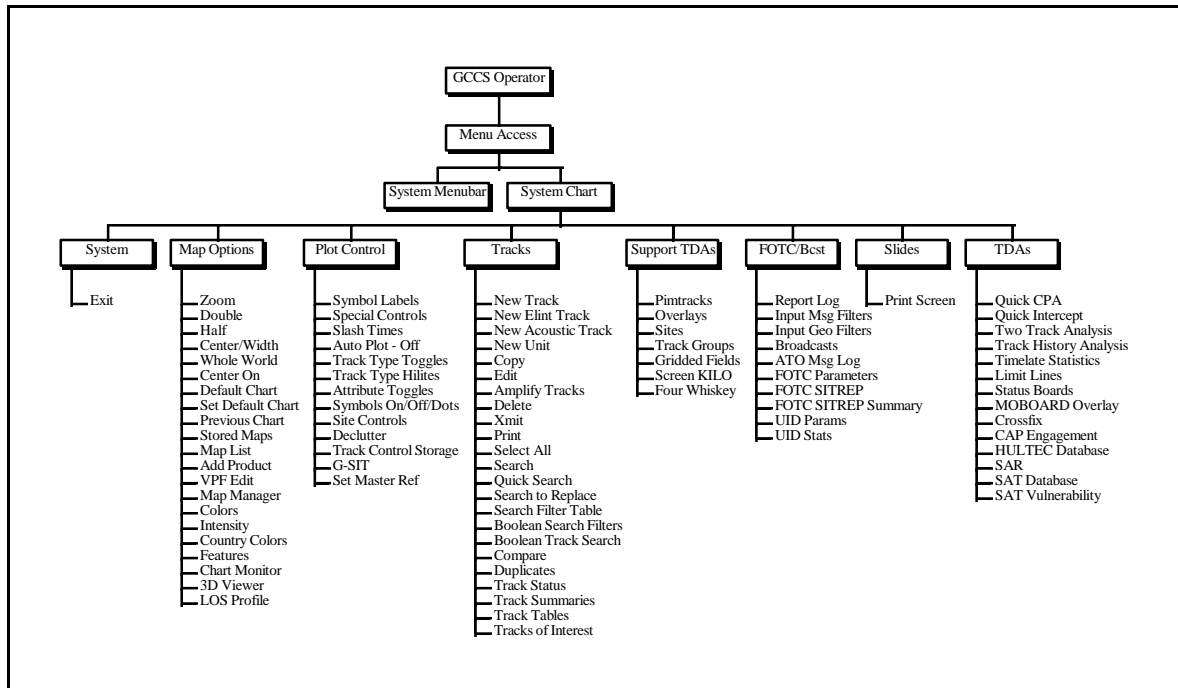 GCCS Operator
Menu Access
System Menubar
System Chart
System
Map Options
Plot Control
Tracks
Support TDAs
FOTC/Bcst
Slides
TDAs
Exit
Zoom
Double
Half
Center/Width
Whole World
Center On
Default Chart
Set Default Chart
Previous Chart
Stored Maps
Map List
Add Product
VPF Edit
Map Manager
Colors
Intensity
Country Colors
Features
Chart Monitor
3D Viewer
LOS Profile
Symbol Labels
Special Controls
Slash Times
Auto Plot - Off
Track Type Toggles
Track Type Hilites
Attribute Toggles
Symbols On/Off/Dots
Site Controls
Declutter
Track Control Storage
G-SIT
Set Master Ref
New Track
New Elint Track
New Acoustic Track
New Unit
Copy
Edit
Amplify Tracks
Delete
Xmit
Print
Select All
Search
Quick Search
Search to Replace
Search Filter Table
Boolean Search Filters
Boolean Track Search
Compare
Duplicates
Track Status
Track Summaries
Track Tables
Tracks of Interest
Pimtracks
Overlays
Sites
Track Groups
Gridded Fields
Screen KILO
Four Whiskey
Report Log
Input Msg Filters
Input Geo Filters
Broadcasts
ATO Msg Log
FOTC Parameters
FOTC SITREP
FOTC SITREP Summary
UID Params
UID Stats
Print Screen
Quick CPA
Quick Intercept
Two Track Analysis
Track History Analysis
Timelate Statistics
Limit Lines
Status Boards
MOBOARD Overlay
Crossfix
CAP Engagement
HULTEC Database
SAR
SAT Database
SAT Vulnerability